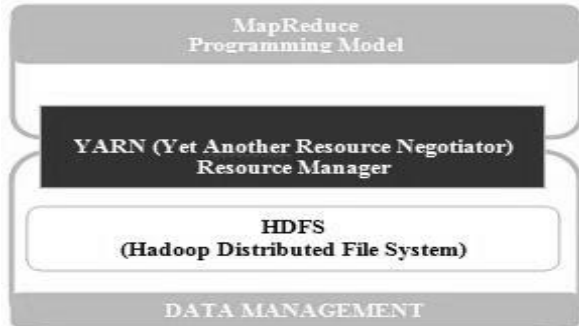 MapReduce
Programming Model
YARN (Yet Another Resource Negotiator)
Resource Manager
HDFS
(Hadoop Distributed File System)
DATA MANAGEMENT